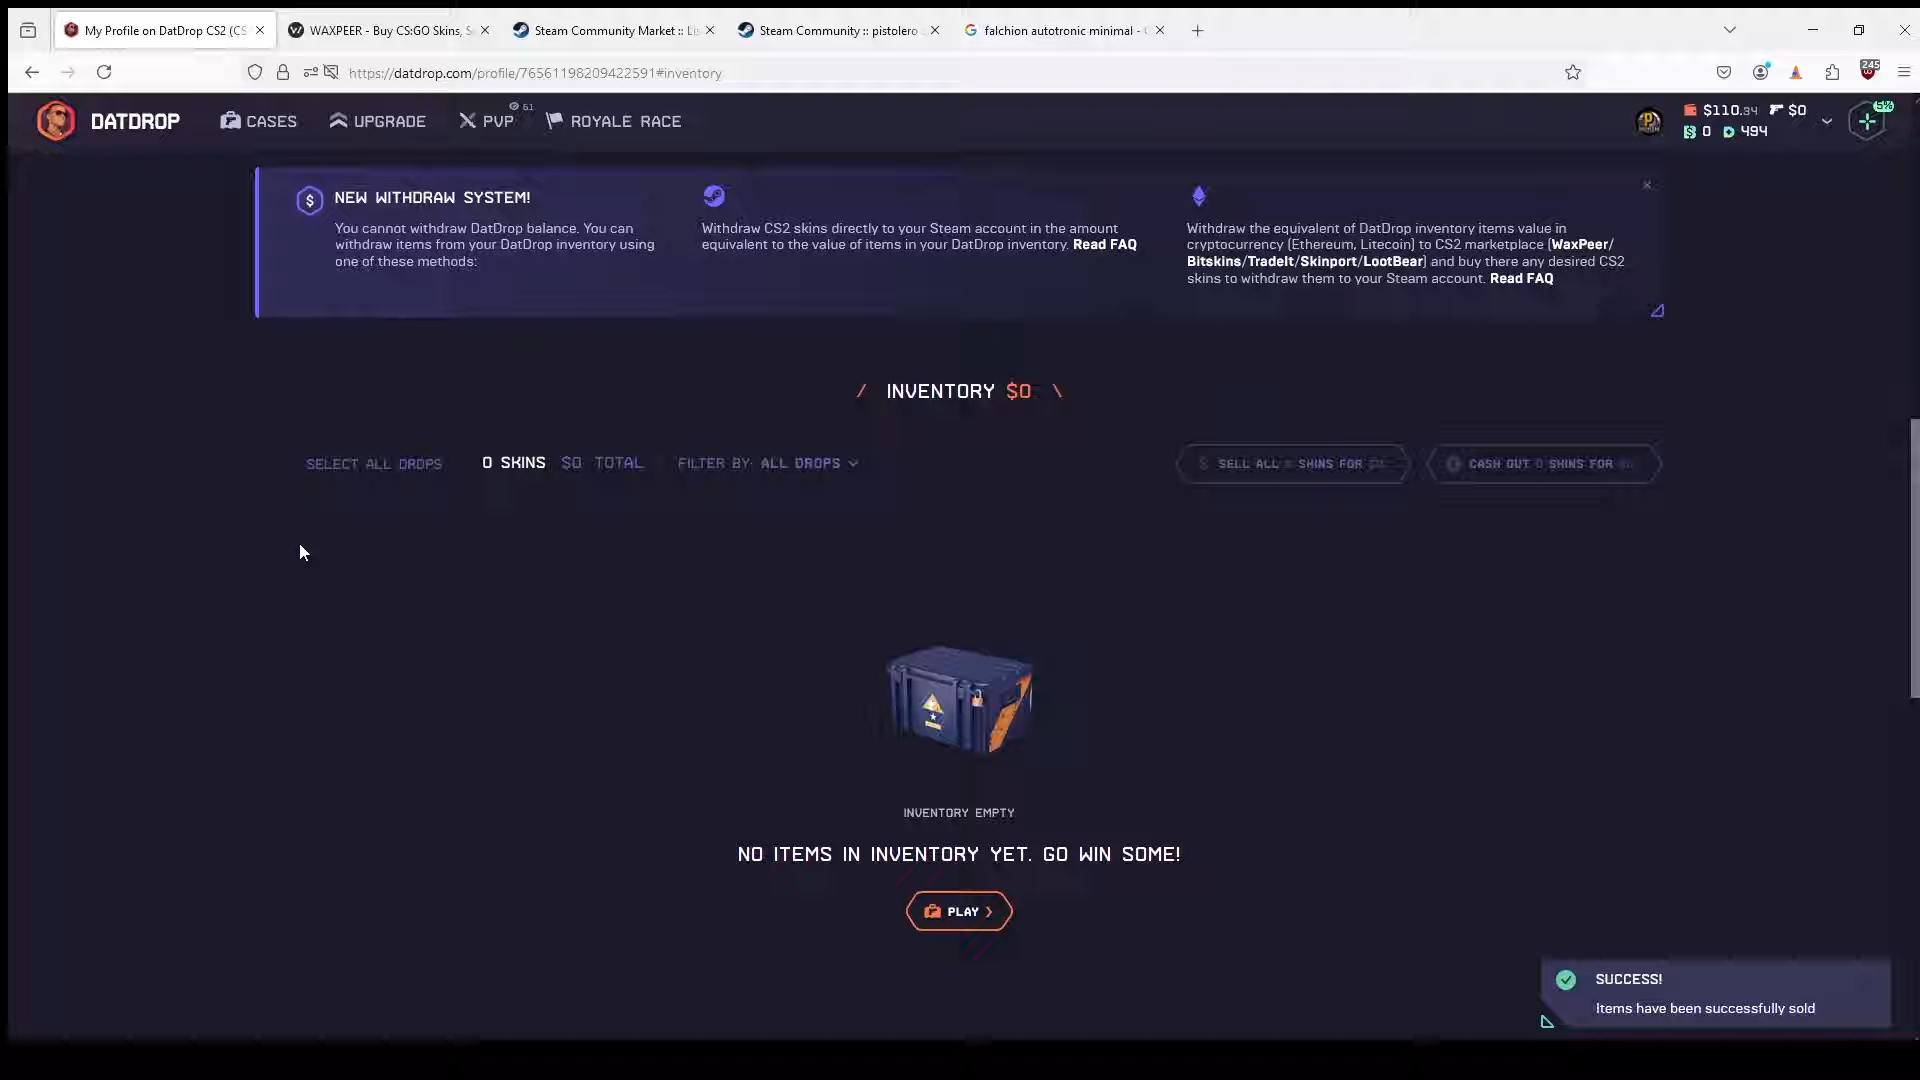 My Profile on DatDrop CS2 (CS
WAXPEER - Buy CS:GO Skins, S
Steam Community Market :: Li
Steam Community :: pistolero
falchion autotronic minimal -
https://datdrop.com/profile/76561198209422591#inventory
245
DATDROP
CASES
UPGRADE
PVP
61
ROYALE RACE
$110.34
$0
0
494
5%
NEW WITHDRAW SYSTEM!
You cannot withdraw DatDrop balance. You can
withdraw items from your DatDrop inventory using
one of these methods:
Withdraw CS2 skins directly to your Steam account in the amount
equivalent to the value of items in your DatDrop inventory. Read FAQ
Withdraw the equivalent of DatDrop inventory items value in
cryptocurrency (Ethereum, Litecoin) to CS2 marketplace (WaxPeer/
Bitskins/TradeIt/Skinport/LootBear) and buy there any desired CS2
skins to withdraw them to your Steam account. Read FAQ
/ INVENTORY $0 \
SELECT ALL DROPS
0 SKINS $0 TOTAL
FILTER BY: ALL DROPS
SELL ALL SKINS FOR
CASH OUT 0 SKINS FOR
INVENTORY EMPTY
NO ITEMS IN INVENTORY YET. GO WIN SOME!
PLAY
SUCCESS!
Items have been successfully sold